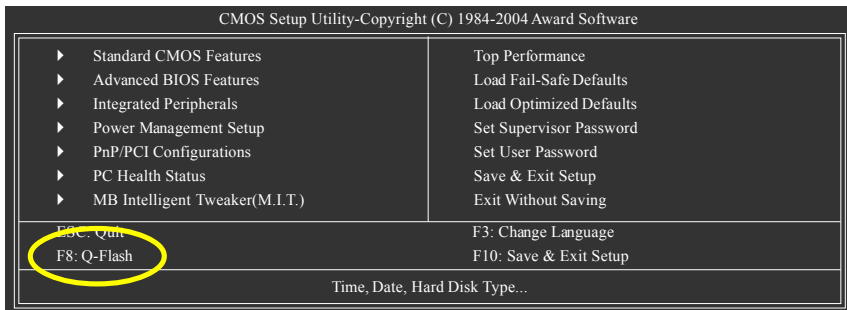 CMOS Setup Utility-Copyright (C) 1984-2004 Award Software
Standard CMOS Features
Advanced BIOS Features
Integrated Peripherals
Power Management Setup
PnP/PCI Configurations
PC Health Status
MB Intelligent Tweaker(M.I.T.)
Top Performance
Load Fail-Safe Defaults
Load Optimized Defaults
Set Supervisor Password
Set User Password
Save & Exit Setup
Exit Without Saving
ESC: Quit
F3: Change Language
F8: Q-Flash
F10: Save & Exit Setup
Time, Date, Hard Disk Type...